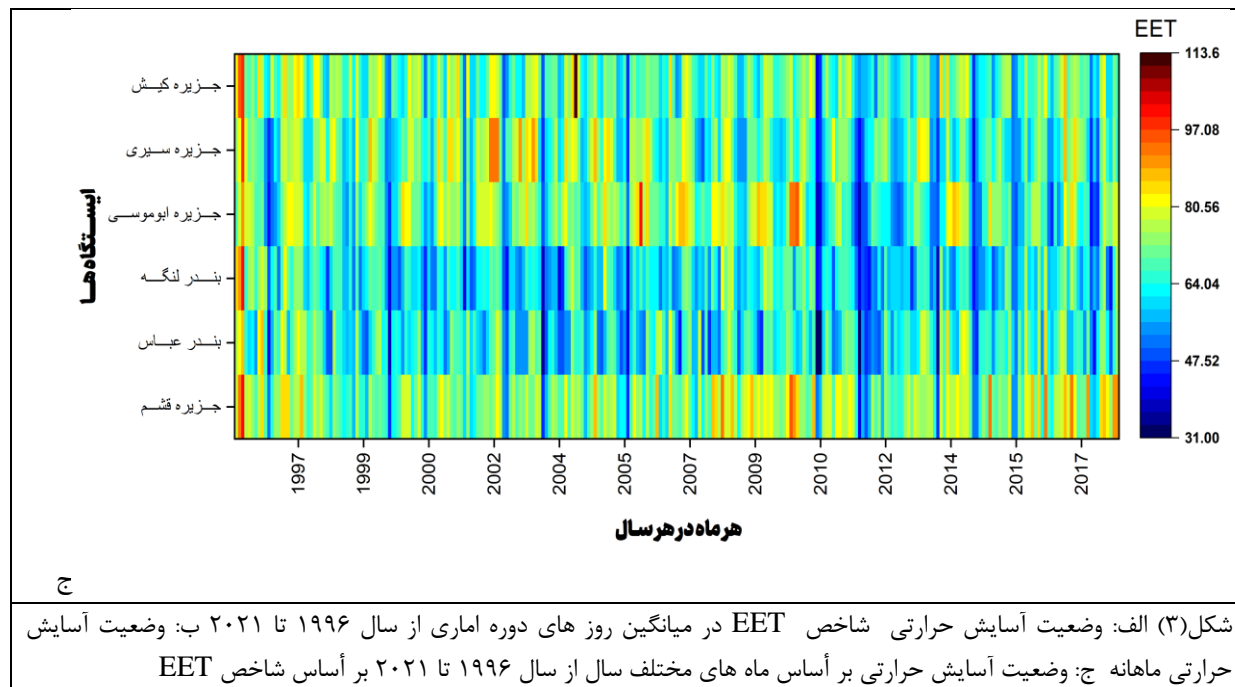 EET
113.6
97.08
80.56
64.04
47.52
31.00
ایستگاه‌ها
جزیره کیش
جزیره سیری
جزیره ابوموسی
بندر لنگه
بندر عباس
جزیره قشم
1997
1999
2000
2002
2004
2005
2007
2009
2010
2012
2014
2015
2017
هرماه‌درهرسال
ج
شکل(۳) الف: وضعیت آسایش حرارتی شاخص EET در میانگین روز های دوره اماری از سال ۱۹۹۶ تا ۲۰۲۱ ب: وضعیت آسایش
حرارتی ماهانه ج: وضعیت آسایش حرارتی بر أساس ماه های مختلف سال از سال ۱۹۹۶ تا ۲۰۲۱ بر أساس شاخص EET